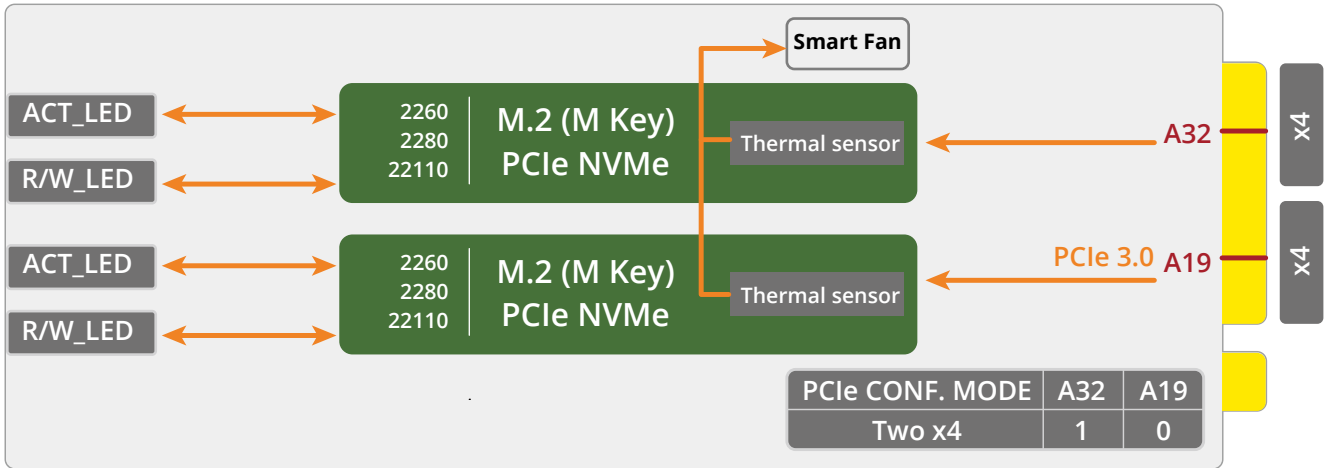 Smart Fan
ACT_LED
R/W_LED
2260
2280
22110
M.2 (M Key)
PCIe NVMe
Thermal sensor
A32
x4
ACT_LED
R/W_LED
2260
2280
22110
M.2 (M Key)
PCIe NVMe
Thermal sensor
PCIe 3.0 A19
x4
PCIe CONF. MODE A32 A19
Two x4 1 0